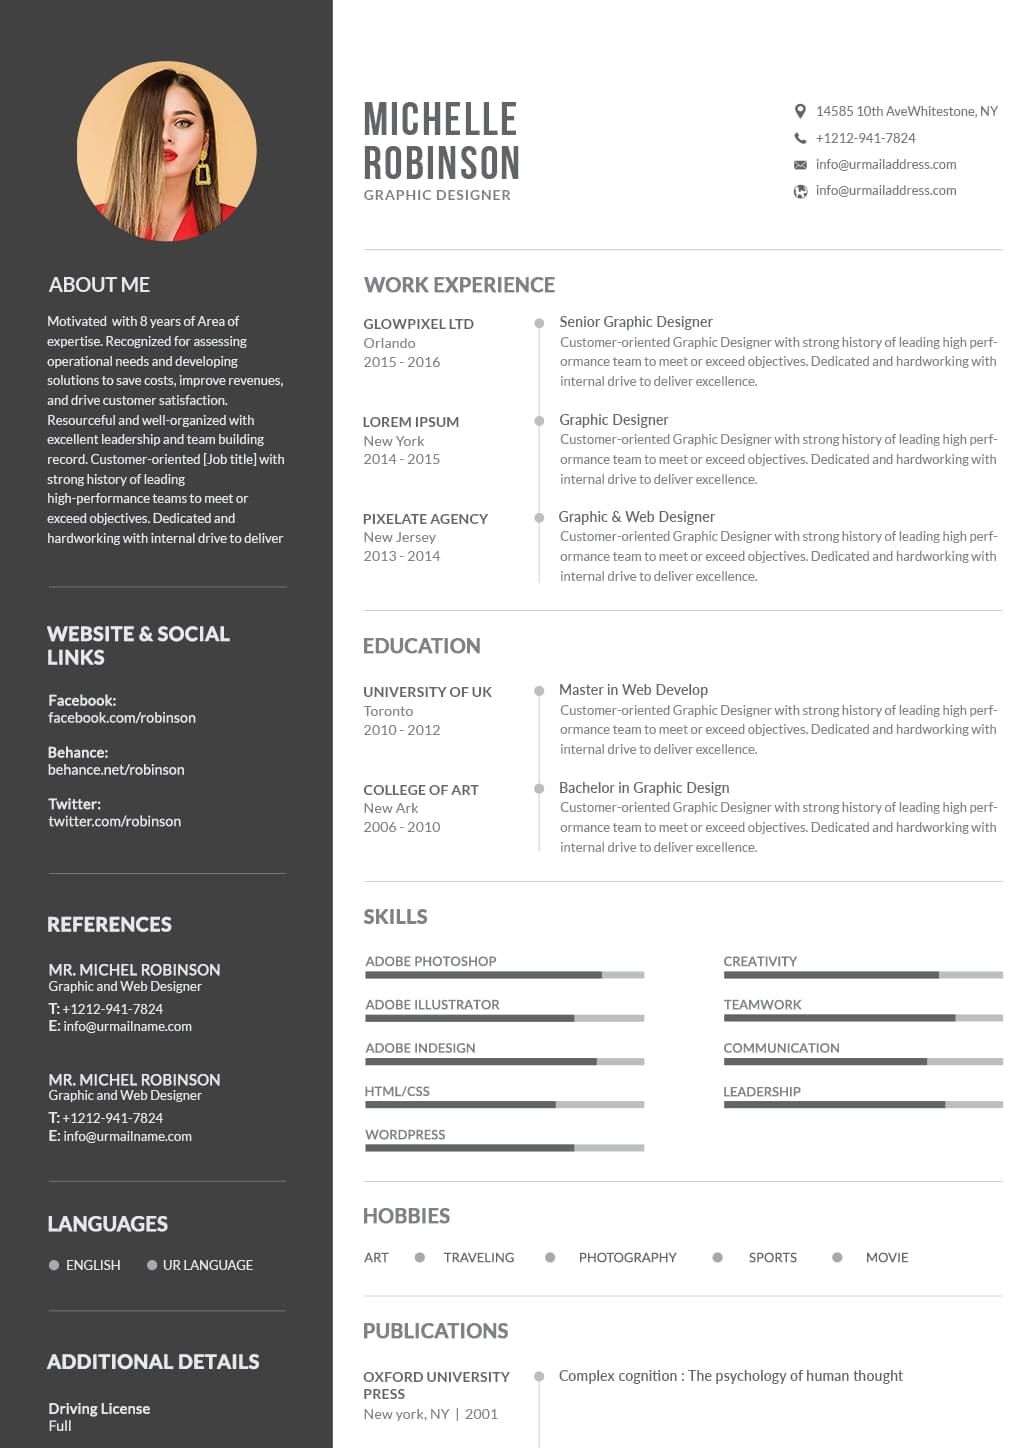 ABOUT ME
Motivated with 8 years of Area of
expertise. Recognized for assessing
operational needs and developing
solutions to save costs, improve revenues,
and drive customer satisfaction.
Resourceful and well-organized with
excellent leadership and team building
record. Customer-oriented [Job title] with
strong history of leading
high-performance teams to meet or
exceed objectives. Dedicated and
hardworking with internal drive to deliver
WEBSITE & SOCIAL
LINKS
Facebook:
facebook.com/robinson
Behance:
behance.net/robinson
Twitter:
twitter.com/robinson
REFERENCES
MR. MICHEL ROBINSON
Graphic and Web Designer
T: +1212-941-7824
E: info@urmailname.com
MR. MICHEL ROBINSON
Graphic and Web Designer
T: +1212-941-7824
E: info@urmailname.com
LANGUAGES
ENGLISH UR LANGUAGE
ADDITIONAL DETAILS
Driving License
Full
MICHELLE
ROBINSON
GRAPHIC DESIGNER
14585 10th AveWhitestone, NY
+1212-941-7824
info@urmailaddress.com
info@urmailaddress.com
WORK EXPERIENCE
GLOWPIXEL LTD
Orlando
2015 - 2016
Senior Graphic Designer
Customer-oriented Graphic Designer with strong history of leading high perf-
ormance team to meet or exceed objectives. Dedicated and hardworking with
internal drive to deliver excellence.
LOREM IPSUM
New York
2014 - 2015
Graphic Designer
Customer-oriented Graphic Designer with strong history of leading high perf-
ormance team to meet or exceed objectives. Dedicated and hardworking with
internal drive to deliver excellence.
PIXELATE AGENCY
New Jersey
2013 - 2014
Graphic & Web Designer
Customer-oriented Graphic Designer with strong history of leading high perf-
ormance team to meet or exceed objectives. Dedicated and hardworking with
internal drive to deliver excellence.
EDUCATION
UNIVERSITY OF UK
Toronto
2010 - 2012
Master in Web Develop
Customer-oriented Graphic Designer with strong history of leading high perf-
ormance team to meet or exceed objectives. Dedicated and hardworking with
internal drive to deliver excellence.
COLLEGE OF ART
New Ark
2006 - 2010
Bachelor in Graphic Design
Customer-oriented Graphic Designer with strong history of leading high perf-
ormance team to meet or exceed objectives. Dedicated and hardworking with
internal drive to deliver excellence.
SKILLS
ADOBE PHOTOSHOP
ADOBE ILLUSTRATOR
ADOBE INDESIGN
HTML/CSS
WORDPRESS
CREATIVITY
TEAMWORK
COMMUNICATION
LEADERSHIP
HOBBIES
ART TRAVELING PHOTOGRAPHY SPORTS MOVIE
PUBLICATIONS
OXFORD UNIVERSITY
PRESS
New york, NY | 2001
Complex cognition : The psychology of human thought